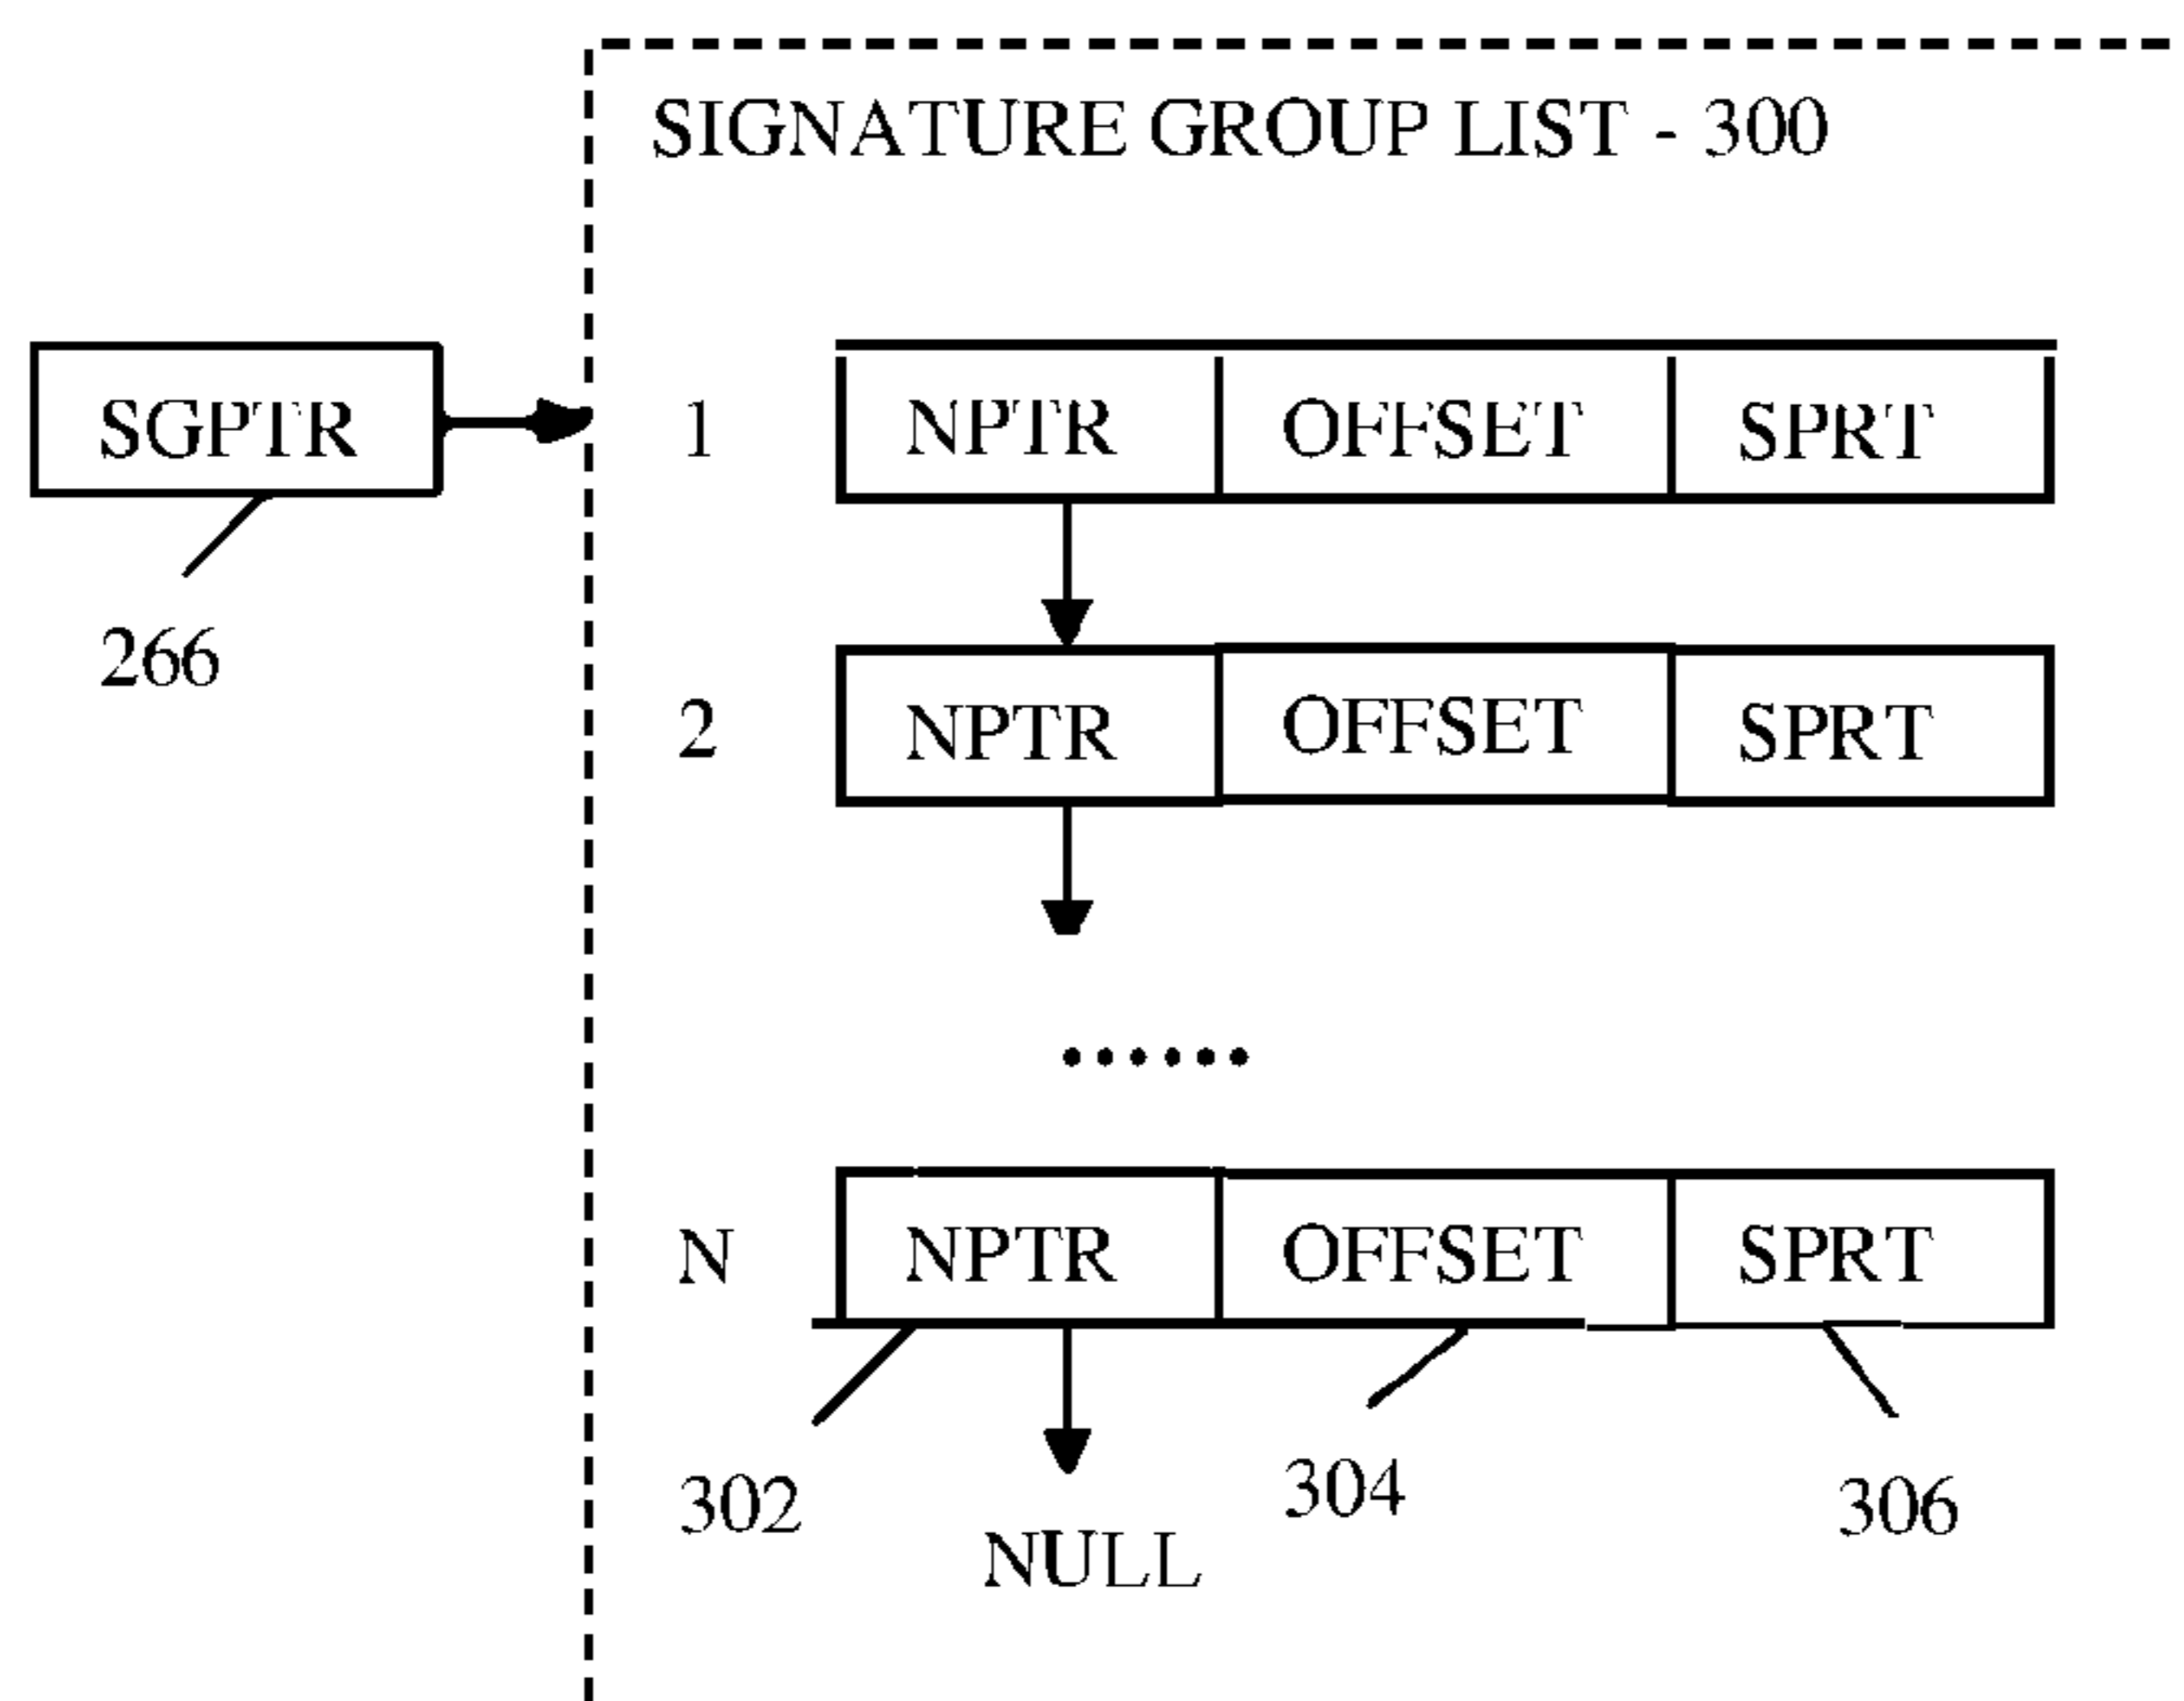 SIGNATURE GROUP LIST - 300
SGPTR
1 NPTR OFFSET SPRT
266
2 NPTR OFFSET SPRT
......
N NPTR OFFSET SPRT
302 304 306
NULL